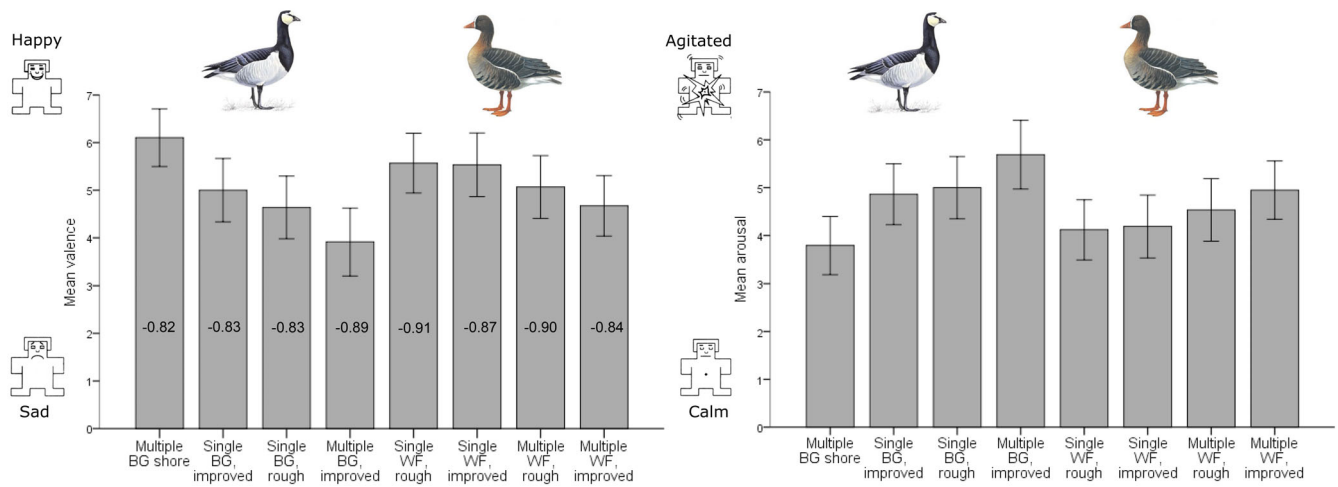 Happy
Sad
Mean valence
7
6
5
4
3
2
1
0
-0.82
-0.83
-0.83
-0.89
-0.91
-0.87
-0.90
-0.84
Multiple
BG shore
Single
BG,
improved
Single
BG,
rough
Multiple
BG,
improved
Single
WF,
rough
Single
WF,
improved
Multiple
WF,
rough
Multiple
WF,
improved
Agitated
Calm
Mean arousal
7
6
5
4
3
2
1
0
Multiple
BG shore
Single
BG,
improved
Single
BG,
rough
Multiple
BG,
improved
Single
WF,
rough
Single
WF,
improved
Multiple
WF,
rough
Multiple
WF,
improved